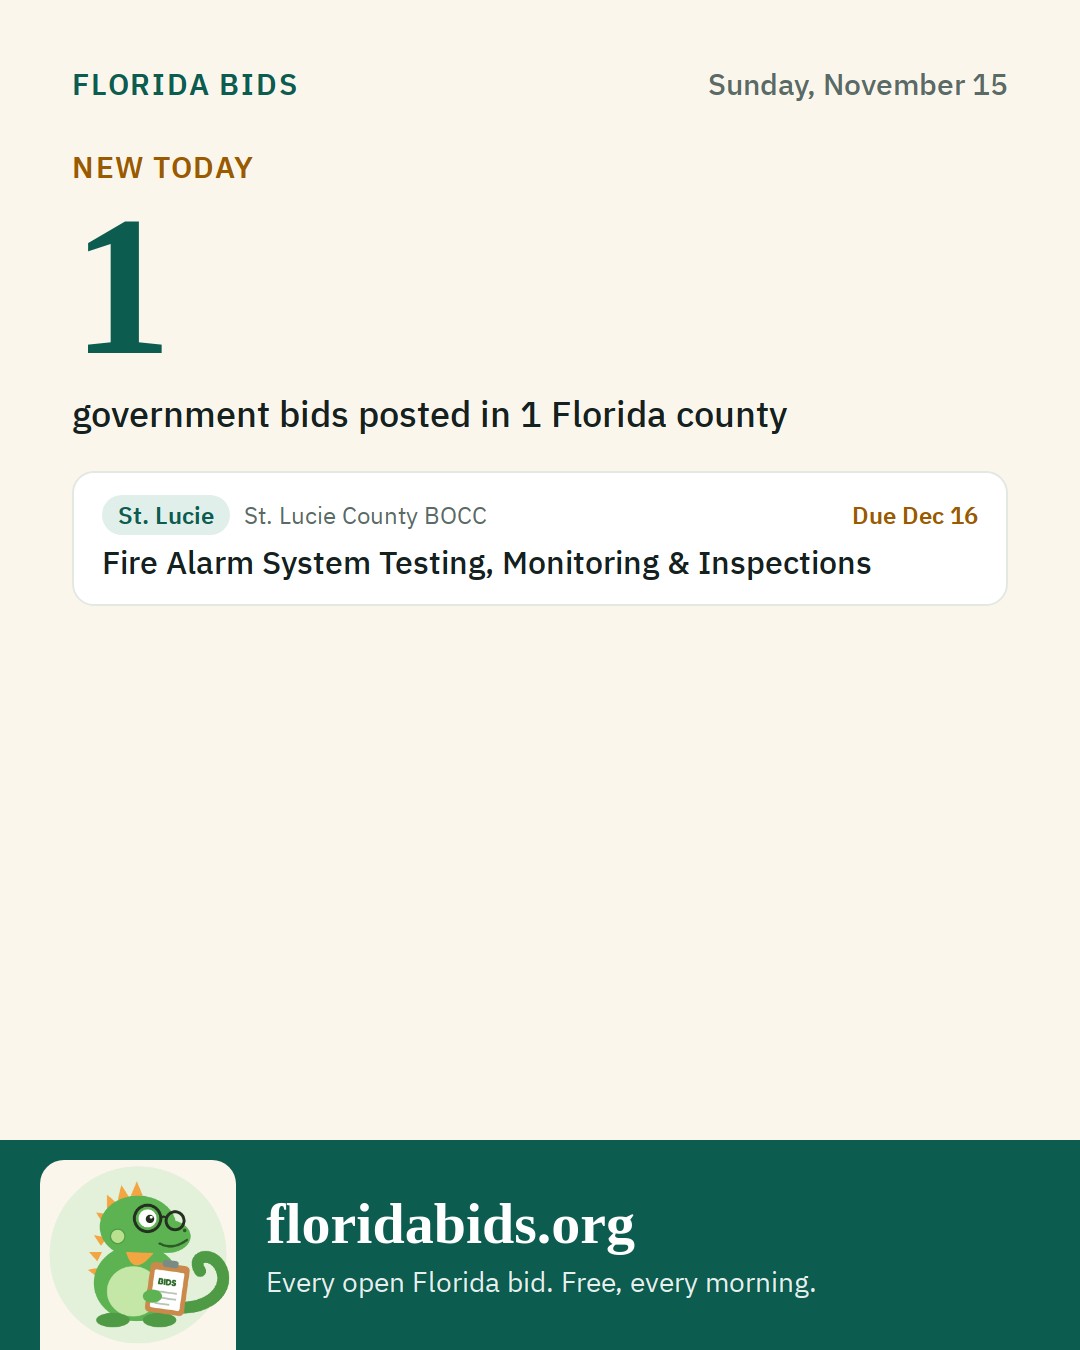 FLORIDA BIDS
Sunday, November 15
NEW TODAY
1
government bids posted in 1 Florida county
St. Lucie St. Lucie County BOCC Due Dec 16
Fire Alarm System Testing, Monitoring & Inspections
BIDS
floridabids.org
Every open Florida bid. Free, every morning.